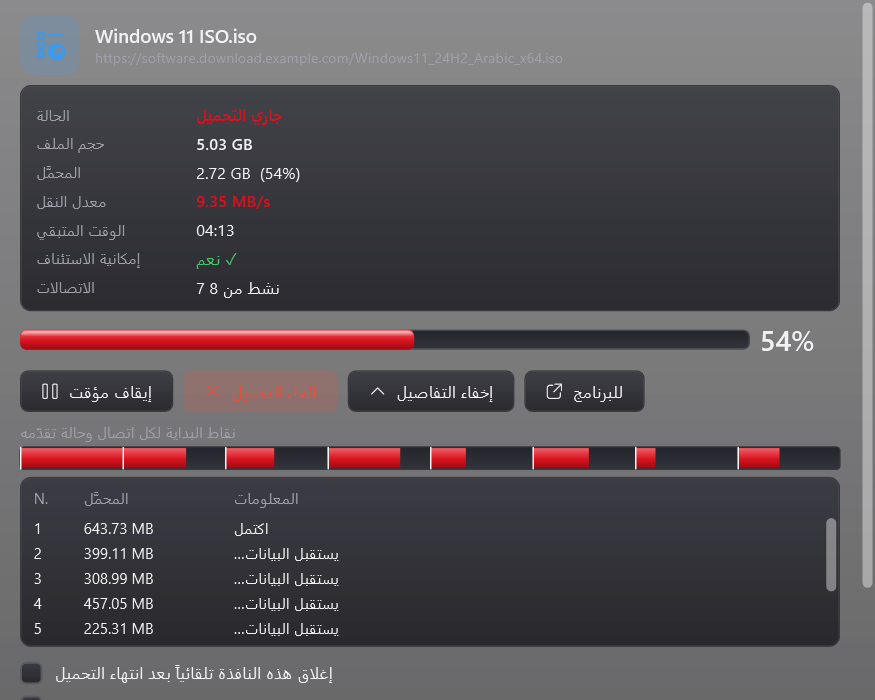 Windows 11 ISO.iso
https://software.download.example.com/Windows11_24H2_Arabic_x64.iso
الحالة جاري التحميل
حجم الملف 5.03 GB
المحمَّل 2.72 GB (54%)
معدل النقل 9.35 MB/s
الوقت المتبقي 04:13
إمكانية الاستئناف نعم ✓
الاتصالات 7 نشط من 8
54%
إيقاف مؤقت إلغاء التحميل إخفاء التفاصيل للبرنامج
نقاط البداية لكل اتصال وحالة تقدّمه
N. المحمَّل المعلومات
1 643.73 MB اكتمل
2 399.11 MB يستقبل البيانات...
3 308.99 MB يستقبل البيانات...
4 457.05 MB يستقبل البيانات...
5 225.31 MB يستقبل البيانات...
إغلاق هذه النافذة تلقائياً بعد انتهاء التحميل